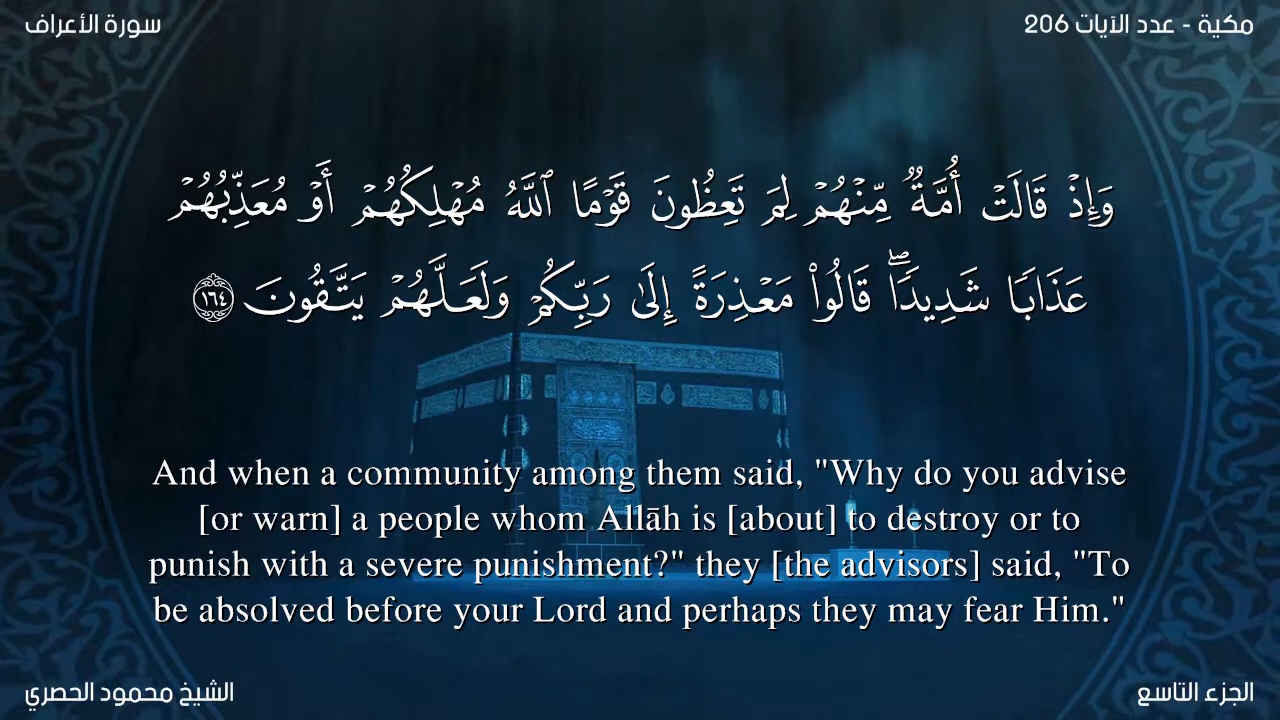 سورة الأعراف
مكية - عدد الآيات 206
وَإِذْ قَالَتْ أُمَّةٌ مِّنْهُمْ لِمَ تَعِظُونَ قَوْمًا ٱللَّهُ مُهْلِكُهُمْ أَوْ مُعَذِّبُهُمْ
عَذَابًا شَدِيدًا ۖ قَالُوا۟ مَعْذِرَةً إِلَىٰ رَبِّكُمْ وَلَعَلَّهُمْ يَتَّقُونَ ١٦٤
And when a community among them said, "Why do you advise
[or warn] a people whom Allāh is [about] to destroy or to
punish with a severe punishment?" they [the advisors] said, "To
be absolved before your Lord and perhaps they may fear Him."
الشيخ محمود الحصري
الجزء التاسع